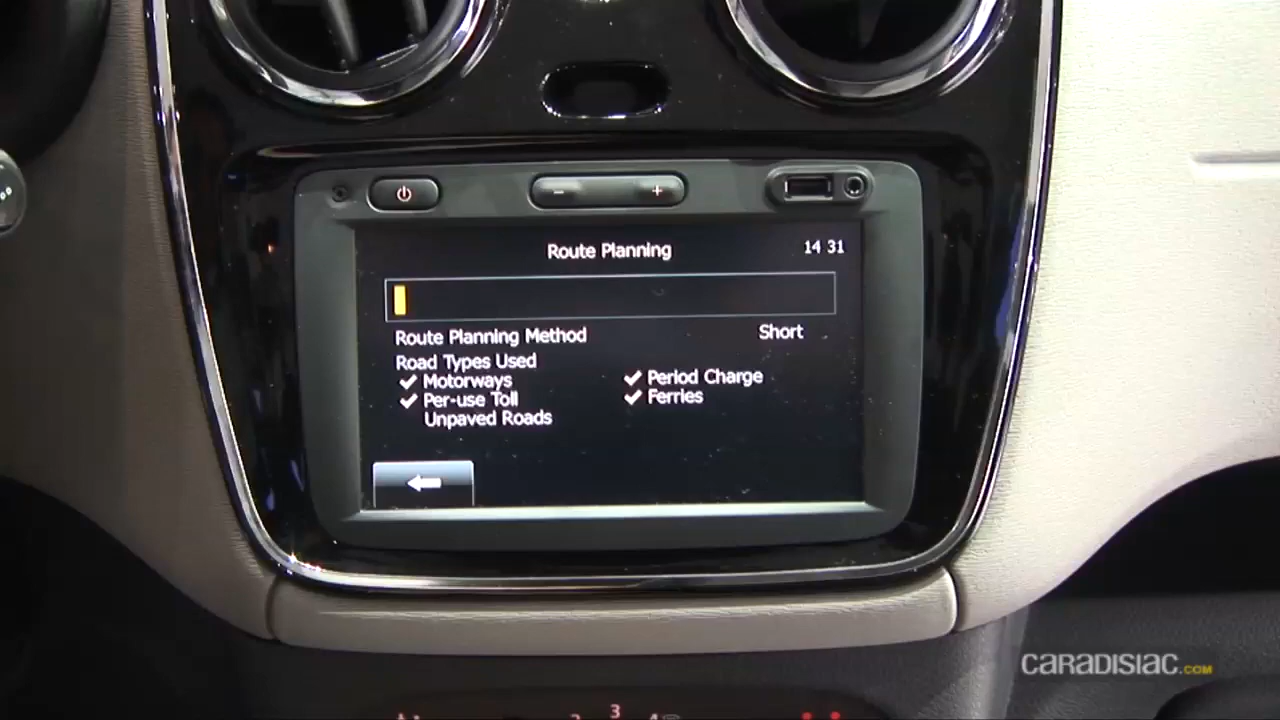 − +
Route Planning 14 31
Route Planning Method Short
Road Types Used
✓ Motorways ✓ Period Charge
✓ Per-use Toll ✓ Ferries
Unpaved Roads
CARADISIAC.COM
3